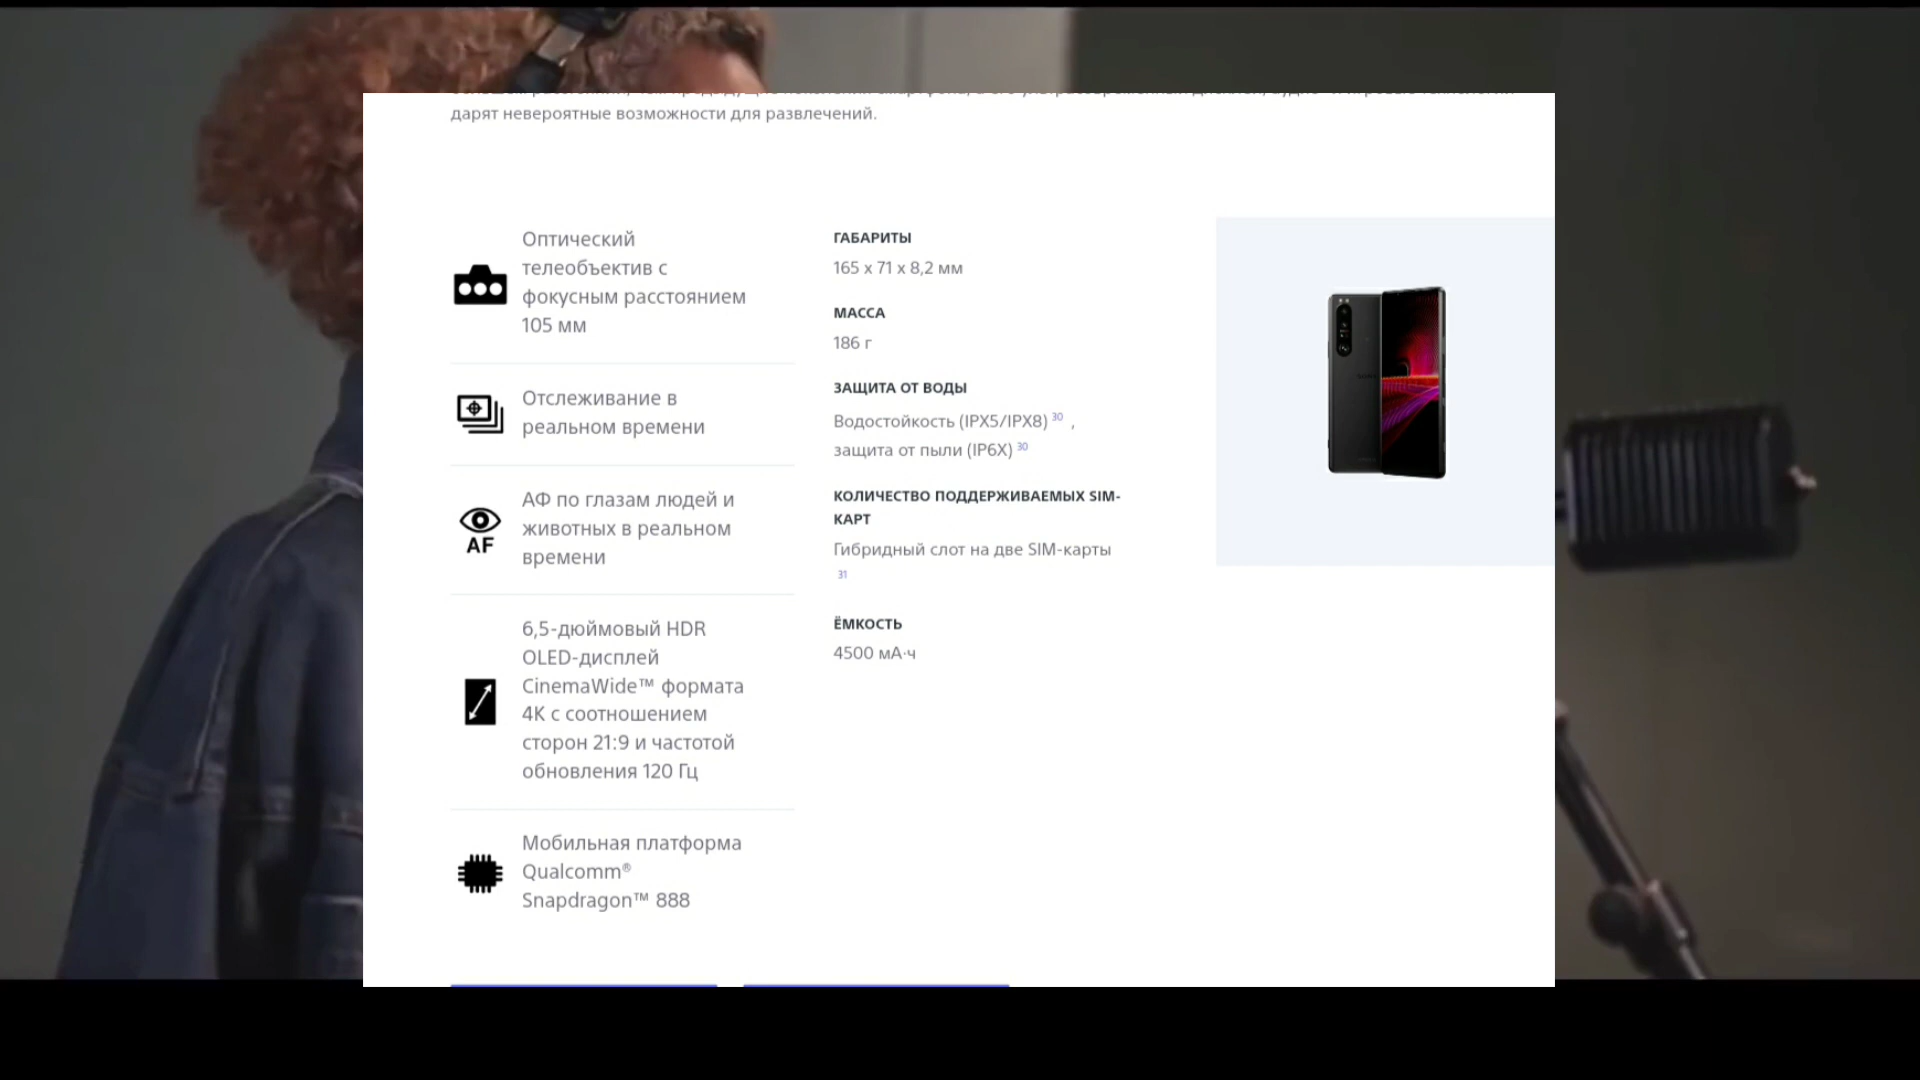 дарят невероятные возможности для развлечений.
Оптический
телеобъектив с
фокусным расстоянием
105 мм
Отслеживание в
реальном времени
AF
АФ по глазам людей и
животных в реальном
времени
6,5-дюймовый HDR
OLED-дисплей
CinemaWide™ формата
4K с соотношением
сторон 21:9 и частотой
обновления 120 Гц
Мобильная платформа
Qualcomm®
Snapdragon™ 888
ГАБАРИТЫ
165 x 71 x 8,2 мм
МАССА
186 г
ЗАЩИТА ОТ ВОДЫ
Водостойкость (IPX5/IPX8) 30 ,
защита от пыли (IP6X) 30
КОЛИЧЕСТВО ПОДДЕРЖИВАЕМЫХ SIM-
КАРТ
Гибридный слот на две SIM-карты
31
ЁМКОСТЬ
4500 мА·ч